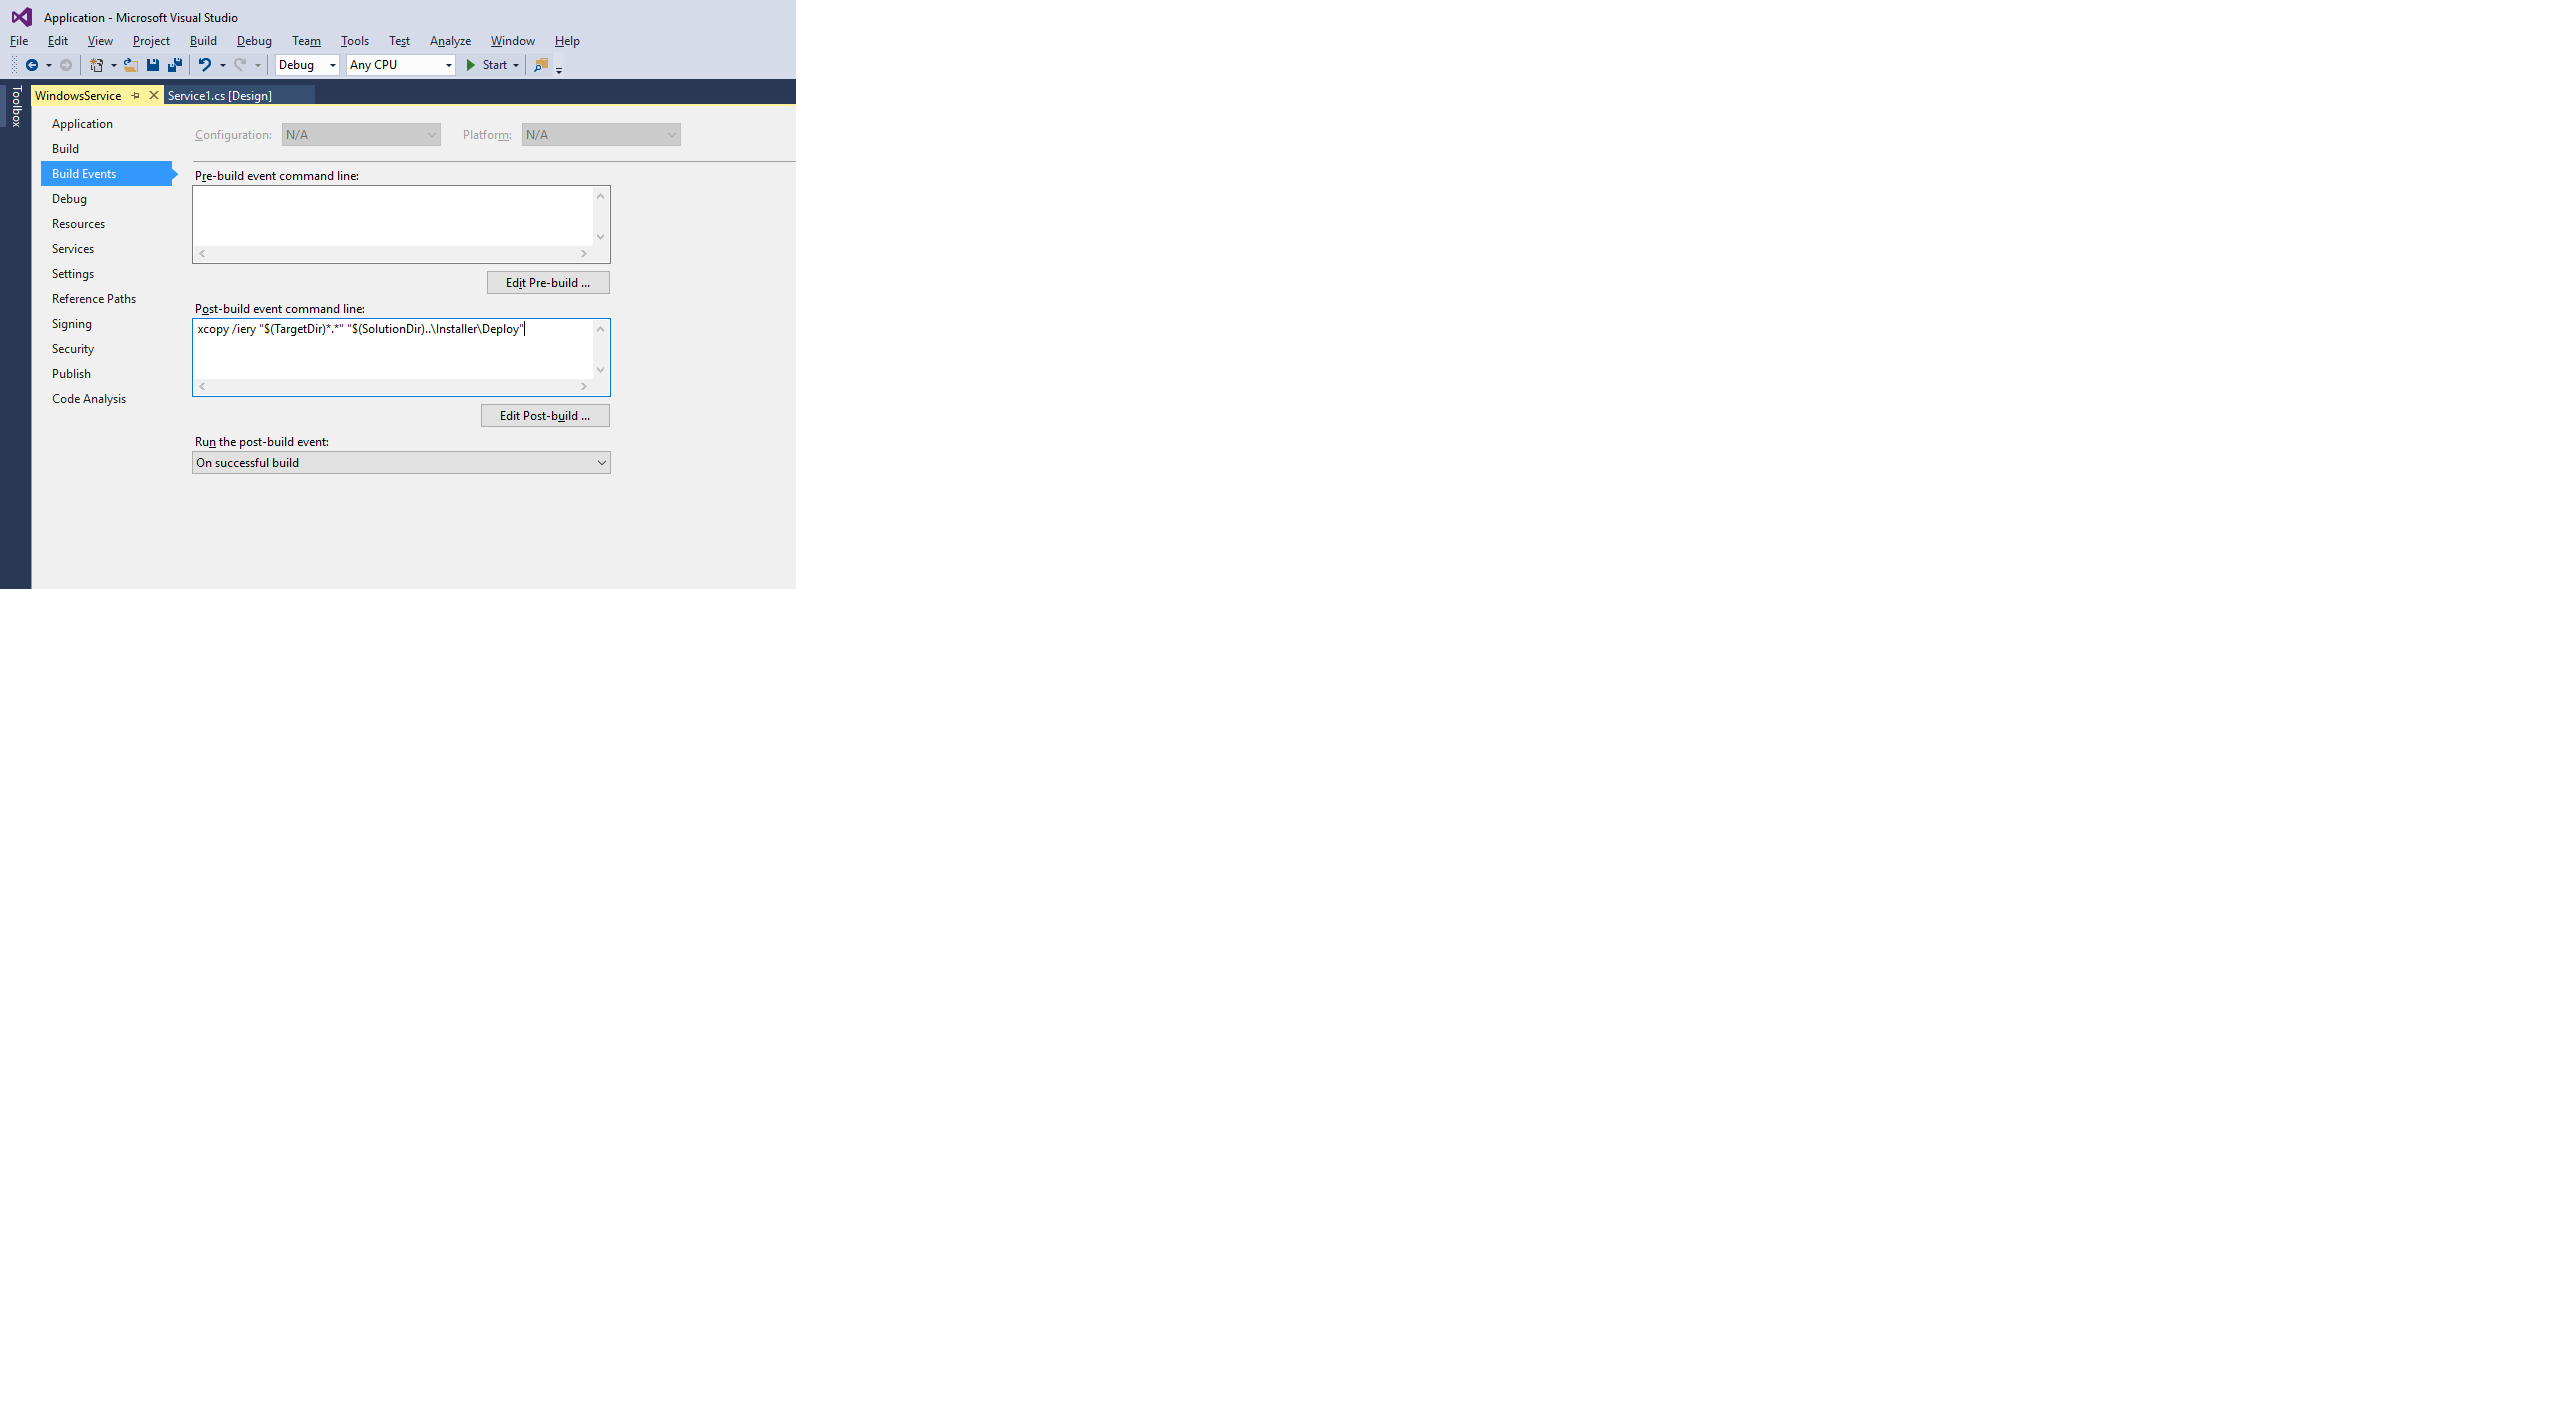 Application - Microsoft Visual Studio
File Edit View Project Build Debug Team Tools Test Analyze Window Help
Debug Any CPU Start
Toolbox
WindowsService Service1.cs [Design]
Application
Build
Build Events
Debug
Resources
Services
Settings
Reference Paths
Signing
Security
Publish
Code Analysis
Configuration: N/A Platform: N/A
Pre-build event command line:
Edit Pre-build ...
Post-build event command line:
xcopy /iery "$(TargetDir)*.*" "$(SolutionDir)..\Installer\Deploy"
Edit Post-build ...
Run the post-build event:
On successful build